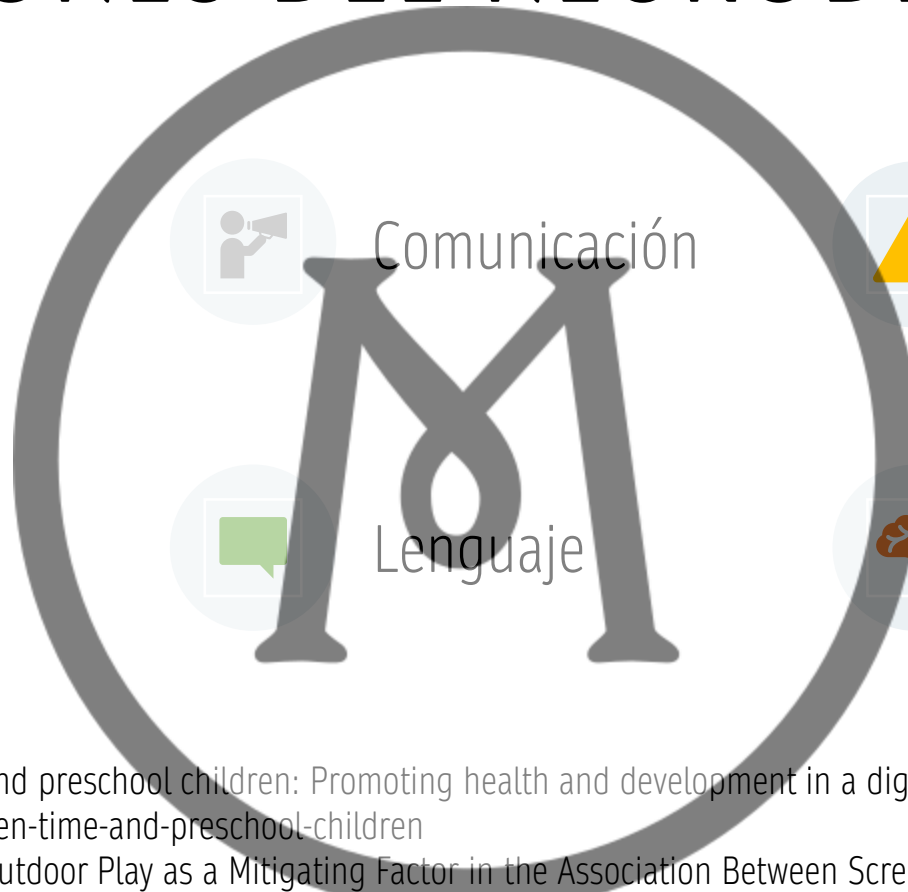 Comunicación
Lenguaje
nd preschool children: Promoting health and development in a dig
en-time-and-preschool-children
utdoor Play as a Mitigating Factor in the Association Between Scre
M